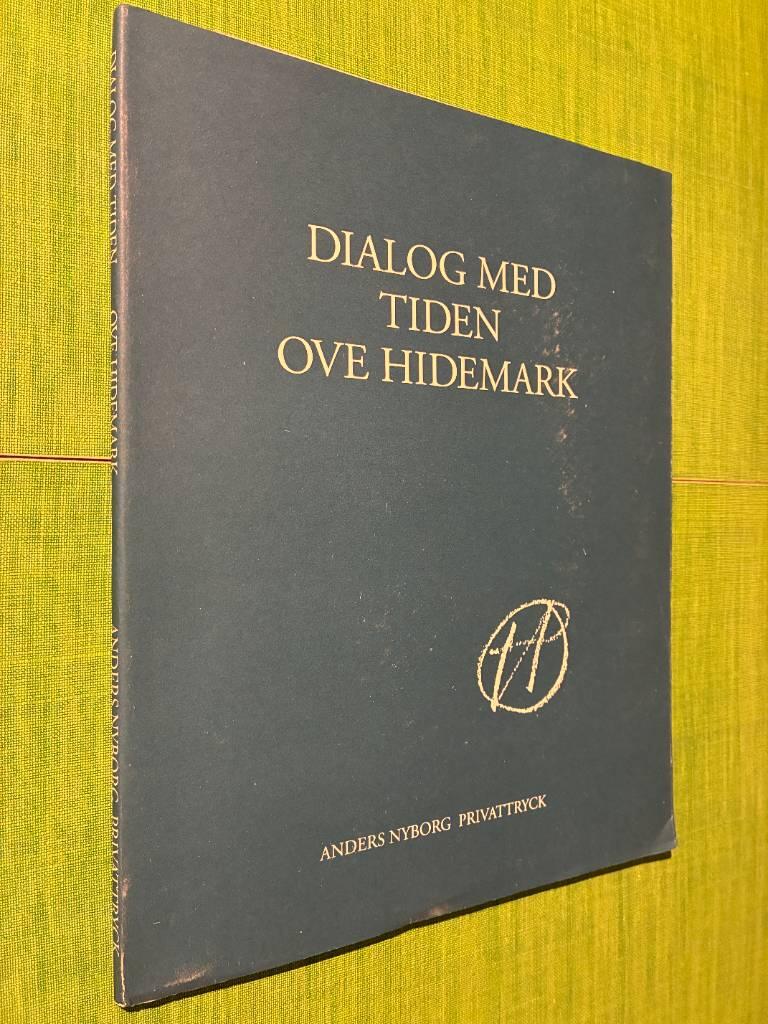 DIALOG MED
TIDEN
OVE HIDEMARK
ANDERS NYBORG PRIVATTRYCK
DIALOG MED TIDEN OVE HIDEMARK ANDERS NYBORG PRIVATTRYCK